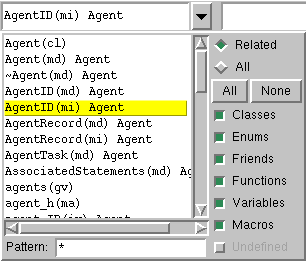 AgentID(mi) Agent
Agent(cl)
Agent(md) Agent
~Agent(md) Agent
AgentID(md) Agent
AgentID(mi) Agent
AgentRecord(md) Agent
AgentRecord(mi) Agent
AgentTask(md) Agent
AssociatedStatements(md) Ag
agents(gv)
agent_h(ma)
Pattern: *
Related
All
All None
Classes
Enums
Friends
Functions
Variables
Macros
Undefined